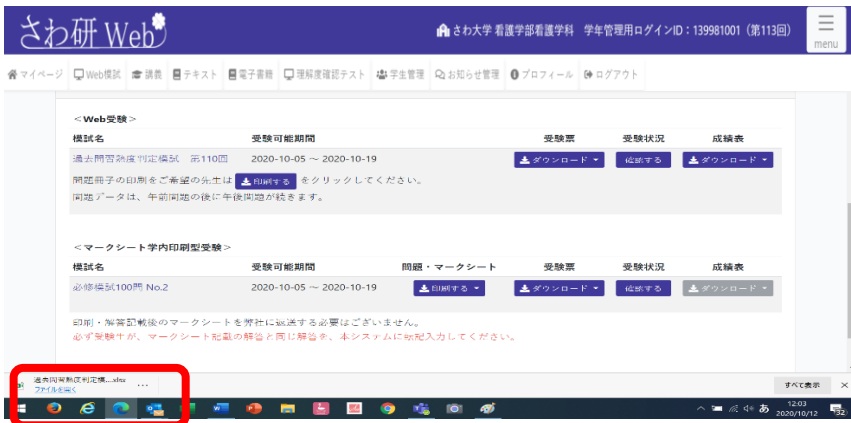 さわ研 Web
さわ大学 看護学部看護学科 学年管理用ログインID：139981001（第113回）
menu
マイページ Web模試 講義 テキスト 電子書籍 理解度確認テスト 学生管理 お知らせ管理 プロフィール ログアウト
＜Web受験＞
模試名 受験可能期間 受験票 受験状況 成績表
過去問習熟度判定模試 第110回 2020-10-05 ～ 2020-10-19 ダウンロード 確認する ダウンロード
問題冊子の印刷をご希望の先生は 印刷する をクリックしてください。
問題データは、午前問題の後に午後問題が続きます。
＜マークシート学内印刷型受験＞
模試名 受験可能期間 問題・マークシート 受験票 受験状況 成績表
必修模試100問 No.2 2020-10-05 ～ 2020-10-19 印刷する ダウンロード 確認する ダウンロード
印刷・解答記載後のマークシートを弊社に返送する必要はございません。
必ず受験生が、マークシート記載の解答と同じ解答を、本システムに転記入力してください。
過去問習熟度判定模....xlsx
ファイルを開く
...
すべて表示
あ
12:03
2020/10/12
32